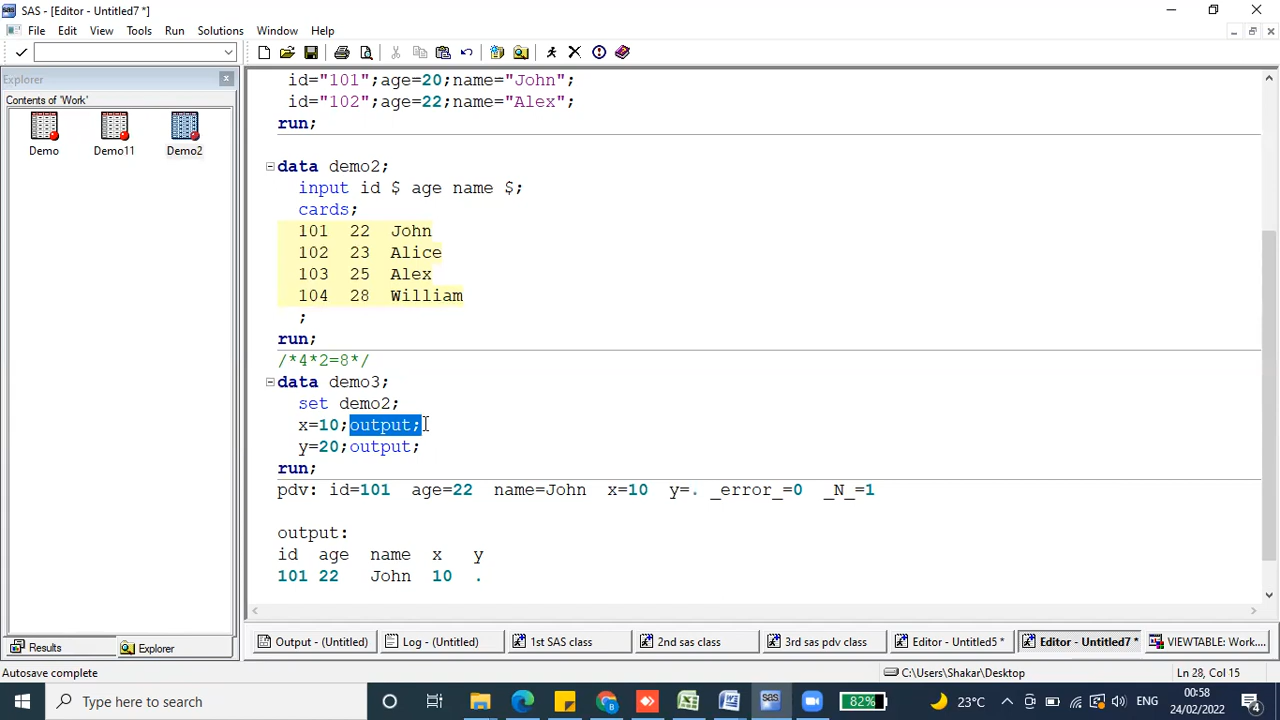 SAS - [Editor - Untitled7 *]
File Edit View Tools Run Solutions Window Help
Explorer
Contents of 'Work'
Demo Demo11 Demo2
id="101";age=20;name="John";
id="102";age=22;name="Alex";
run;
data demo2;
input id $ age name $;
cards;
101 22 John
102 23 Alice
103 25 Alex
104 28 William
;
run;
/*4*2=8*/
data demo3;
set demo2;
x=10;output;
y=20;output;
run;
pdv: id=101 age=22 name=John x=10 y=. _error_=0 _N_=1
output:
id age name x y
101 22 John 10 .
Results Explorer
Output - (Untitled) Log - (Untitled) 1st SAS class 2nd sas class 3rd sas pdv class Editor - Untitled5 * Editor - Untitled7 * VIEWTABLE: Work....
Autosave complete C:\Users\Shakar\Desktop Ln 28, Col 15
Type here to search 82% 23°C ENG 00:58
24/02/2022 4